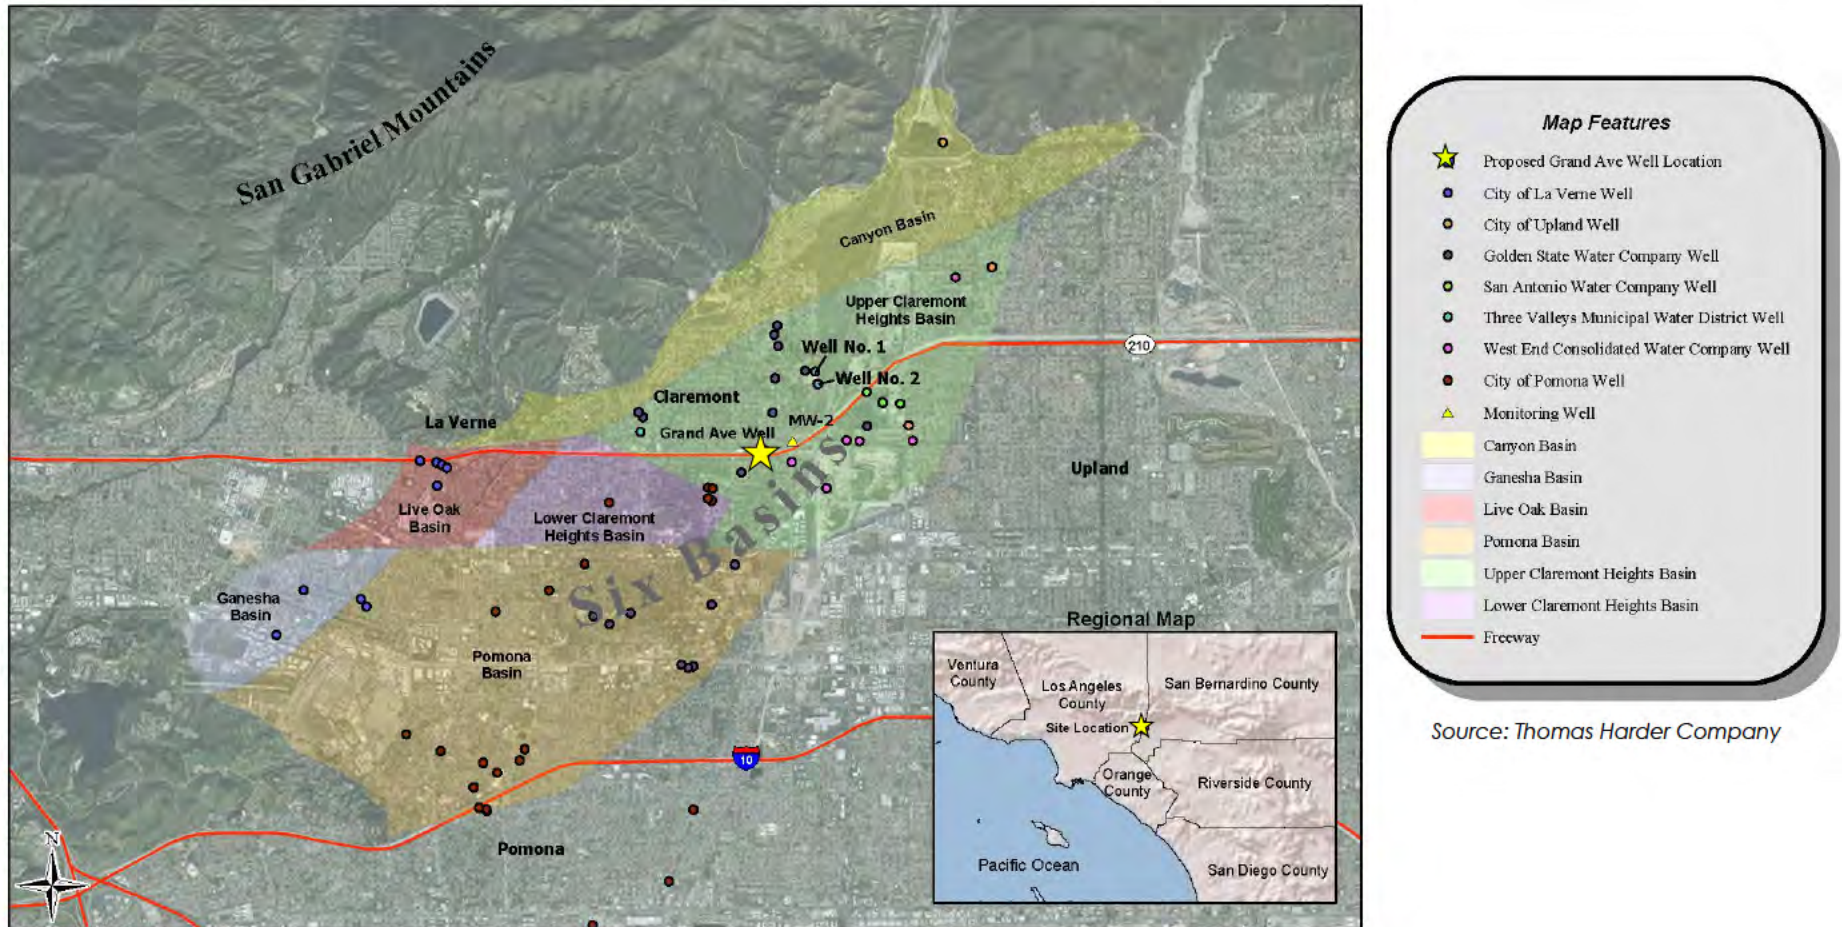 San Gabriel Mountains
Canyon Basin
Upper Claremont
Heights Basin
210
Well No. 1
Well No. 2
Claremont
La Verne
MW-2
Grand Ave Well
Upland
Live Oak
Basin
Lower Claremont
Heights Basin
Six Basins
Ganesha
Basin
Pomona
Basin
10
Pomona
N
Regional Map
Ventura
County
Los Angeles
County
San Bernardino County
Site Location
Orange
County
Riverside County
Pacific Ocean
San Diego County
Map Features
Proposed Grand Ave Well Location
City of La Verne Well
City of Upland Well
Golden State Water Company Well
San Antonio Water Company Well
Three Valleys Municipal Water District Well
West End Consolidated Water Company Well
City of Pomona Well
Monitoring Well
Canyon Basin
Ganesha Basin
Live Oak Basin
Pomona Basin
Upper Claremont Heights Basin
Lower Claremont Heights Basin
Freeway
Source: Thomas Harder Company